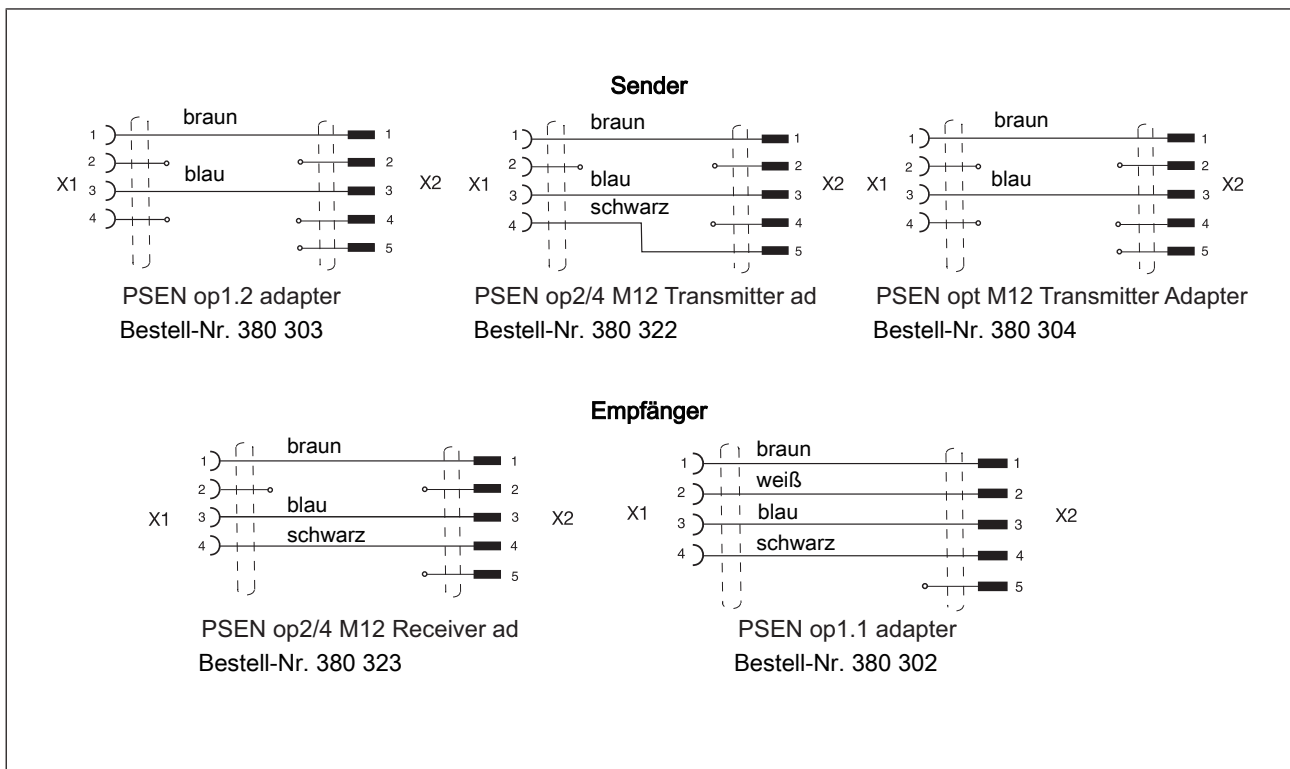 Sender
braun
1 1
2 2
blau
X1 3 3 X2
4 4
5
PSEN op1.2 adapter
Bestell-Nr. 380 303
braun
1 1
2 2
blau
X1 3 3 X2
schwarz
4 4
5
PSEN op2/4 M12 Transmitter ad
Bestell-Nr. 380 322
braun
1 1
2 2
blau
X1 3 3 X2
4 4
5
PSEN opt M12 Transmitter Adapter
Bestell-Nr. 380 304
Empfänger
braun
1 1
2 2
blau
X1 3 3 X2
schwarz
4 4
5
PSEN op2/4 M12 Receiver ad
Bestell-Nr. 380 323
braun
1 1
weiß
2 2
blau
X1 3 3 X2
schwarz
4 4
5
PSEN op1.1 adapter
Bestell-Nr. 380 302